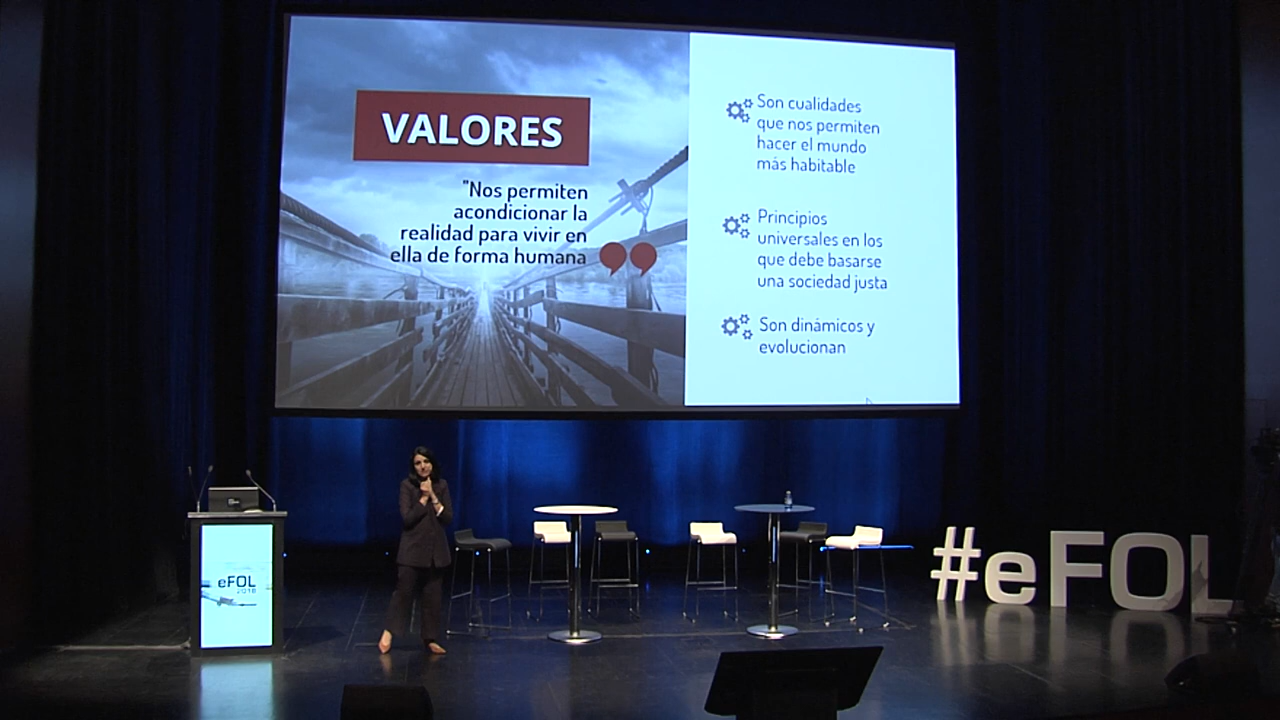 VALORES
"Nos permiten
acondicionar la
realidad para vivir en
ella de forma humana
Son cualidades
que nos permiten
hacer el mundo
más habitable
Principios
universales en los
que debe basarse
una sociedad justa
Son dinámicos y
evolucionan
eFOL
2018
#eFOL